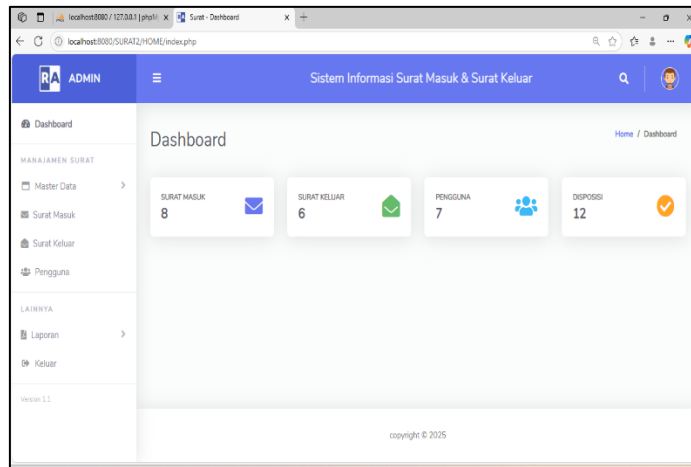 localhost:8080 / 127.0.0.1 | phpM
Surat - Dashboard
localhost:8080/SURAT2/HOME/index.php
RA ADMIN
Sistem Informasi Surat Masuk & Surat Keluar
Dashboard
MANAJAMEN SURAT
Master Data
Surat Masuk
Surat Keluar
Pengguna
LAINNYA
Laporan
Keluar
Version 1.1
Dashboard
Home / Dashboard
SURAT MASUK
8
SURAT KELUAR
6
PENGGUNA
7
DISPOSISI
12
copyright © 2025